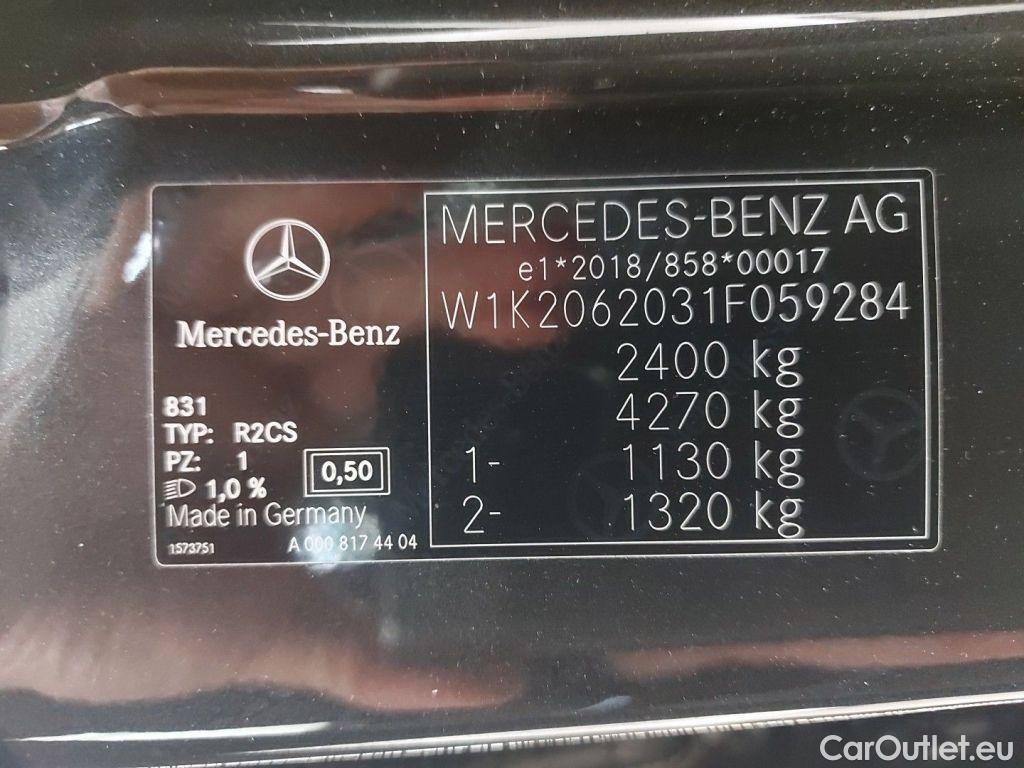 Mercedes-Benz
831
TYP: R2CS
PZ: 1
0,50
1,0 %
Made in Germany
1573751
A 000 817 44 04
MERCEDES-BENZ AG
e1*2018/858*00017
W1K2062031F059284
2400 kg
4270 kg
1- 1130 kg
2- 1320 kg
CarOutlet.eu